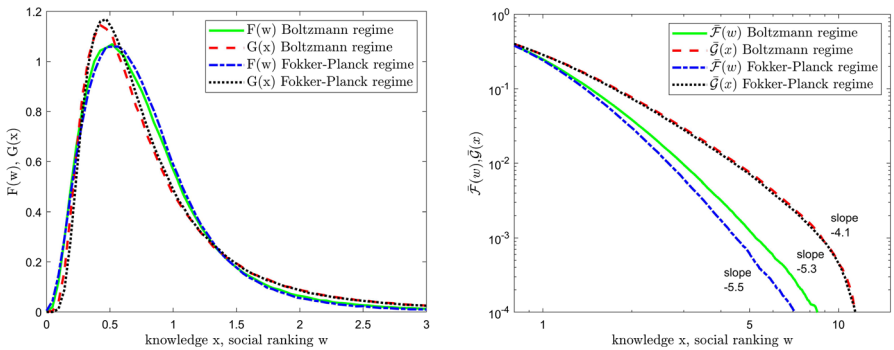 1.2
1
0.8
0.6
0.4
0.2
0
F(w), G(x)
F(w) Boltzmann regime
G(x) Boltzmann regime
F(w) Fokker-Planck regime
G(x) Fokker-Planck regime
0 0.5 1 1.5 2 2.5 3
knowledge x, social ranking w
10^-1
10^-2
10^-3
10^-4
F̄(w),Ḡ(x)
F̄(w) Boltzmann regime
Ḡ(x) Boltzmann regime
F̄(w) Fokker-Planck regime
Ḡ(x) Fokker-Planck regime
slope
-4.1
slope
-5.3
slope
-5.5
1 5 10
knowledge x, social ranking w